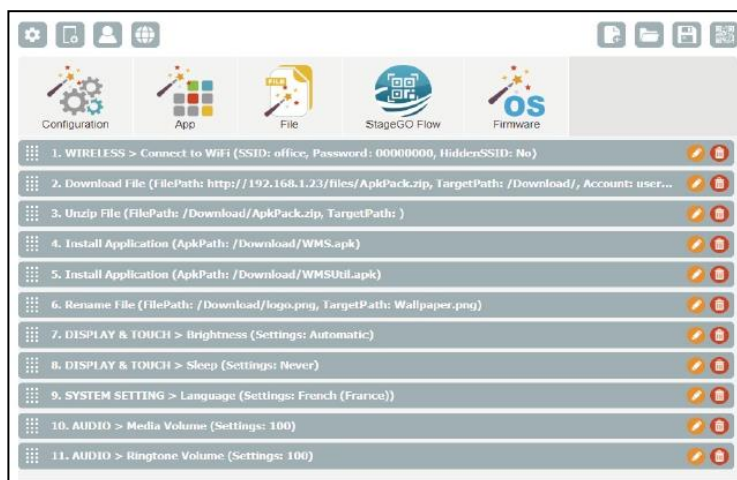 FILE
OS
Configuration App File StageGO Flow Firmware
1. WIRELESS > Connect to WiFi (SSID: office, Password: 00000000, HiddenSSID: No)
2. Download File (FilePath: http://192.168.1.23/files/ApkPack.zip, TargetPath: /Download/, Account: user...
3. Unzip File (FilePath: /Download/ApkPack.zip, TargetPath: )
4. Install Application (ApkPath: /Download/WMS.apk)
5. Install Application (ApkPath: /Download/WMSUtil.apk)
6. Rename File (FilePath: /Download/logo.png, TargetPath: Wallpaper.png)
7. DISPLAY & TOUCH > Brightness (Settings: Automatic)
8. DISPLAY & TOUCH > Sleep (Settings: Never)
9. SYSTEM SETTING > Language (Settings: French (France))
10. AUDIO > Media Volume (Settings: 100)
11. AUDIO > Ringtone Volume (Settings: 100)